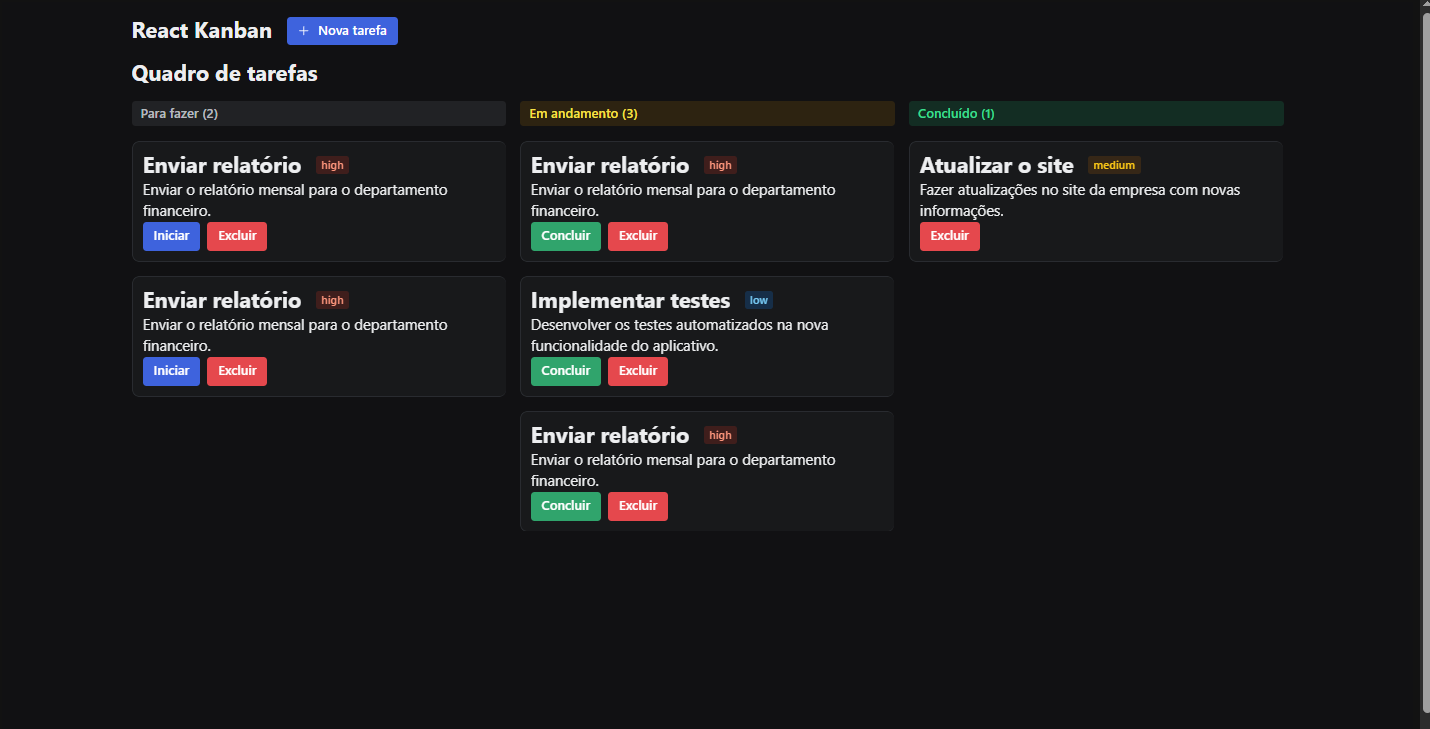 React Kanban
+ Nova tarefa
Quadro de tarefas
Para fazer (2)
Enviar relatório high
Enviar o relatório mensal para o departamento
financeiro.
Iniciar Excluir
Enviar relatório high
Enviar o relatório mensal para o departamento
financeiro.
Iniciar Excluir
Em andamento (3)
Enviar relatório high
Enviar o relatório mensal para o departamento
financeiro.
Concluir Excluir
Implementar testes low
Desenvolver os testes automatizados na nova
funcionalidade do aplicativo.
Concluir Excluir
Enviar relatório high
Enviar o relatório mensal para o departamento
financeiro.
Concluir Excluir
Concluído (1)
Atualizar o site medium
Fazer atualizações no site da empresa com novas
informações.
Excluir